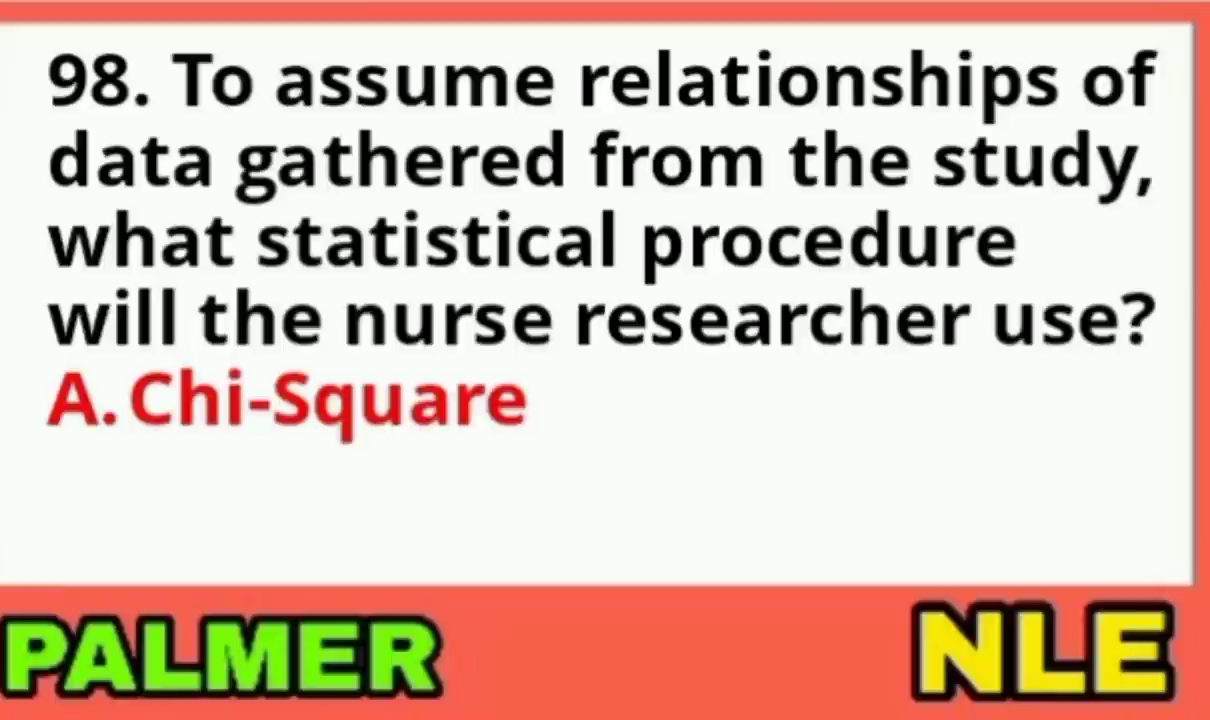 98. To assume relationships of
data gathered from the study,
what statistical procedure
will the nurse researcher use?
A. Chi-Square
PALMER
NLE